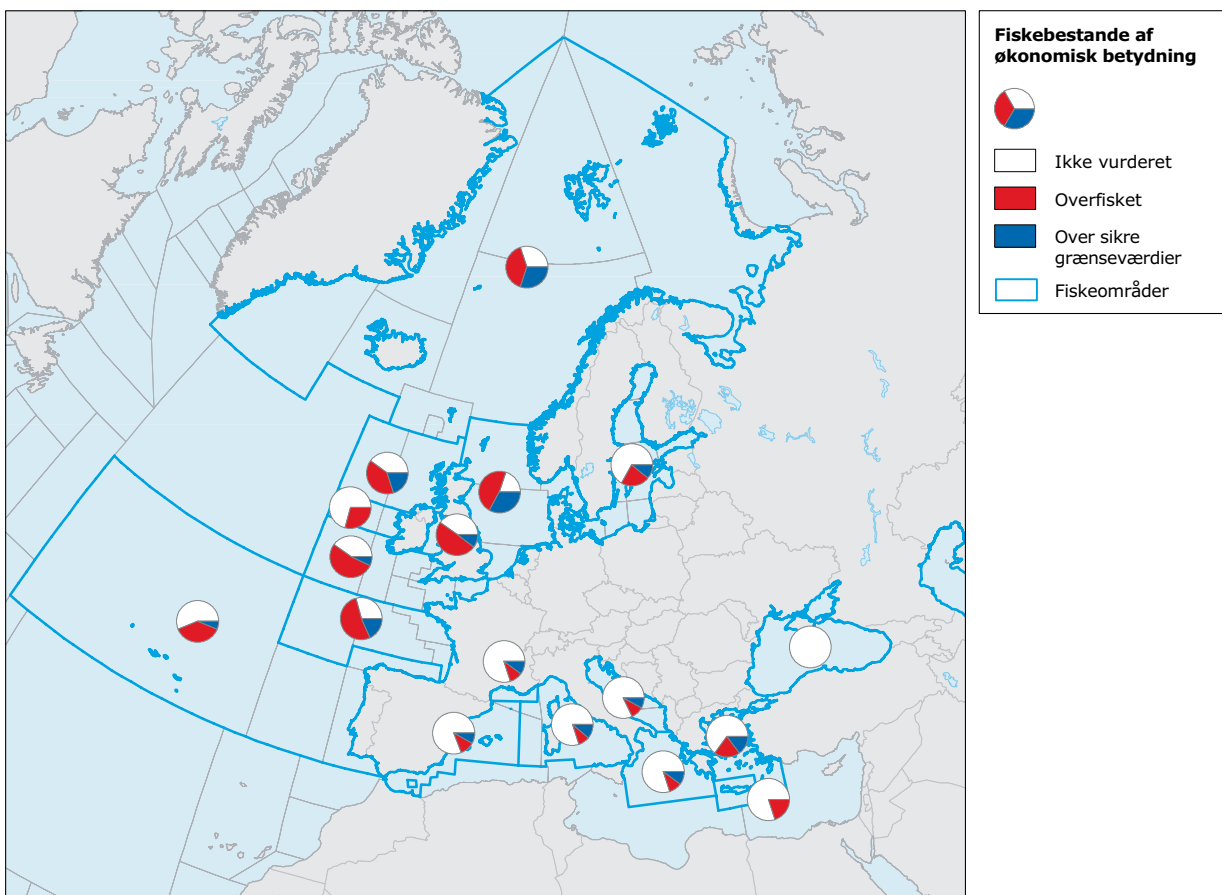 Fiskebestande af
økonomisk betydning
Ikke vurderet
Overfisket
Over sikre
grænseværdier
Fiskeområder